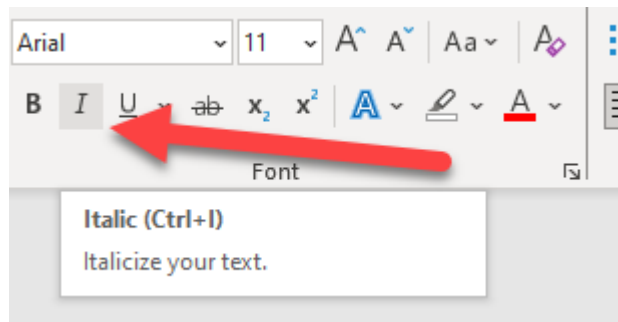 Arial 11 A A Aa A
B I U ab x₂ x² A A
Font
Italic (Ctrl+I)
Italicize your text.